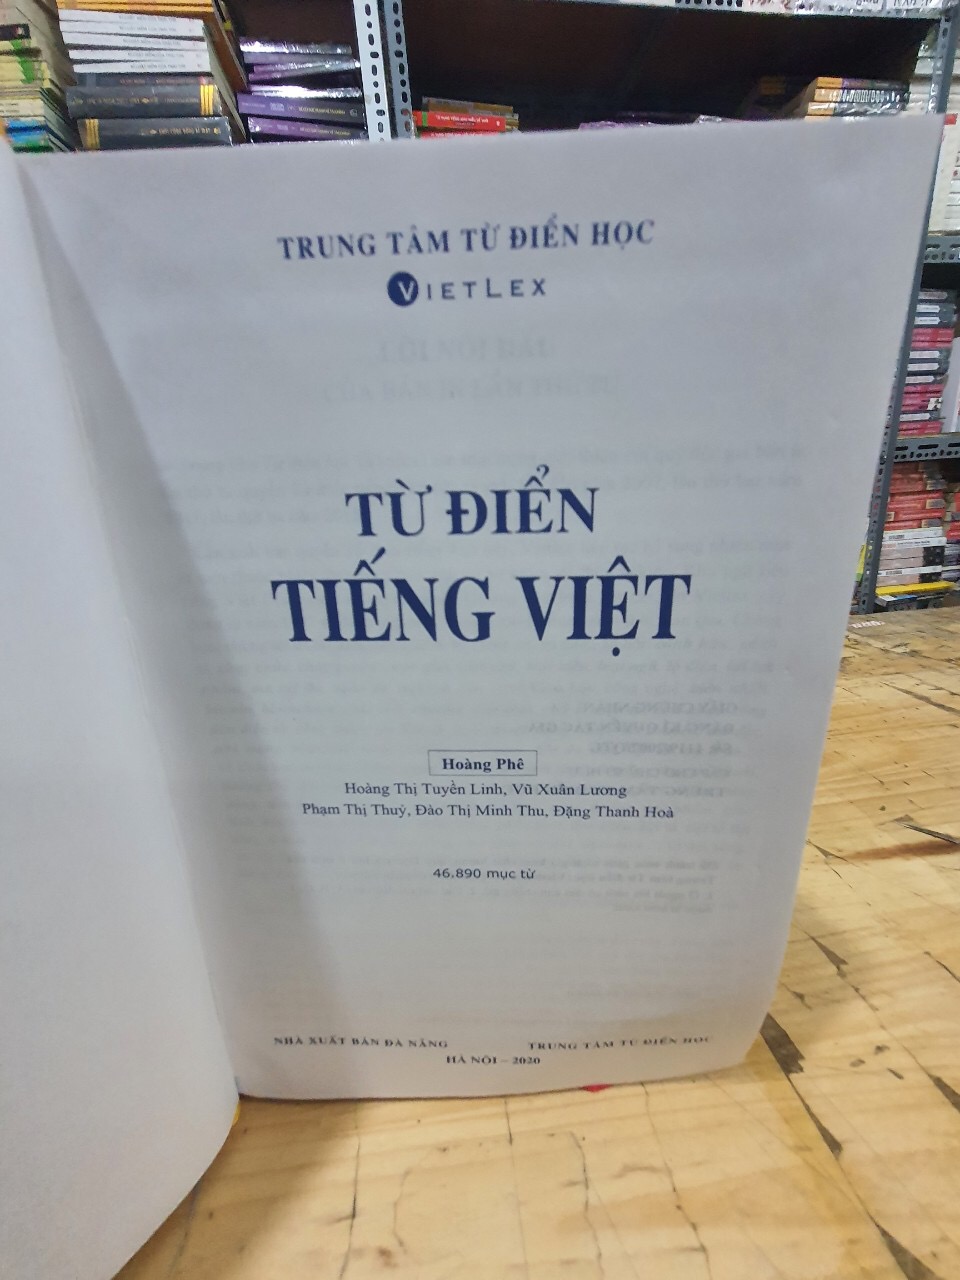 TRUNG TÂM TỪ ĐIỂN HỌC
VIETLEX
TỪ ĐIỂN
TIẾNG VIỆT
Hoàng Phê
Hoàng Thị Tuyền Linh, Vũ Xuân Lương
Phạm Thị Thuỷ, Đào Thị Minh Thu, Đặng Thanh Hoà
46.890 mục từ
NHÀ XUẤT BẢN ĐÀ NẴNG TRUNG TÂM TỪ ĐIỂN HỌC
HÀ NỘI – 2020